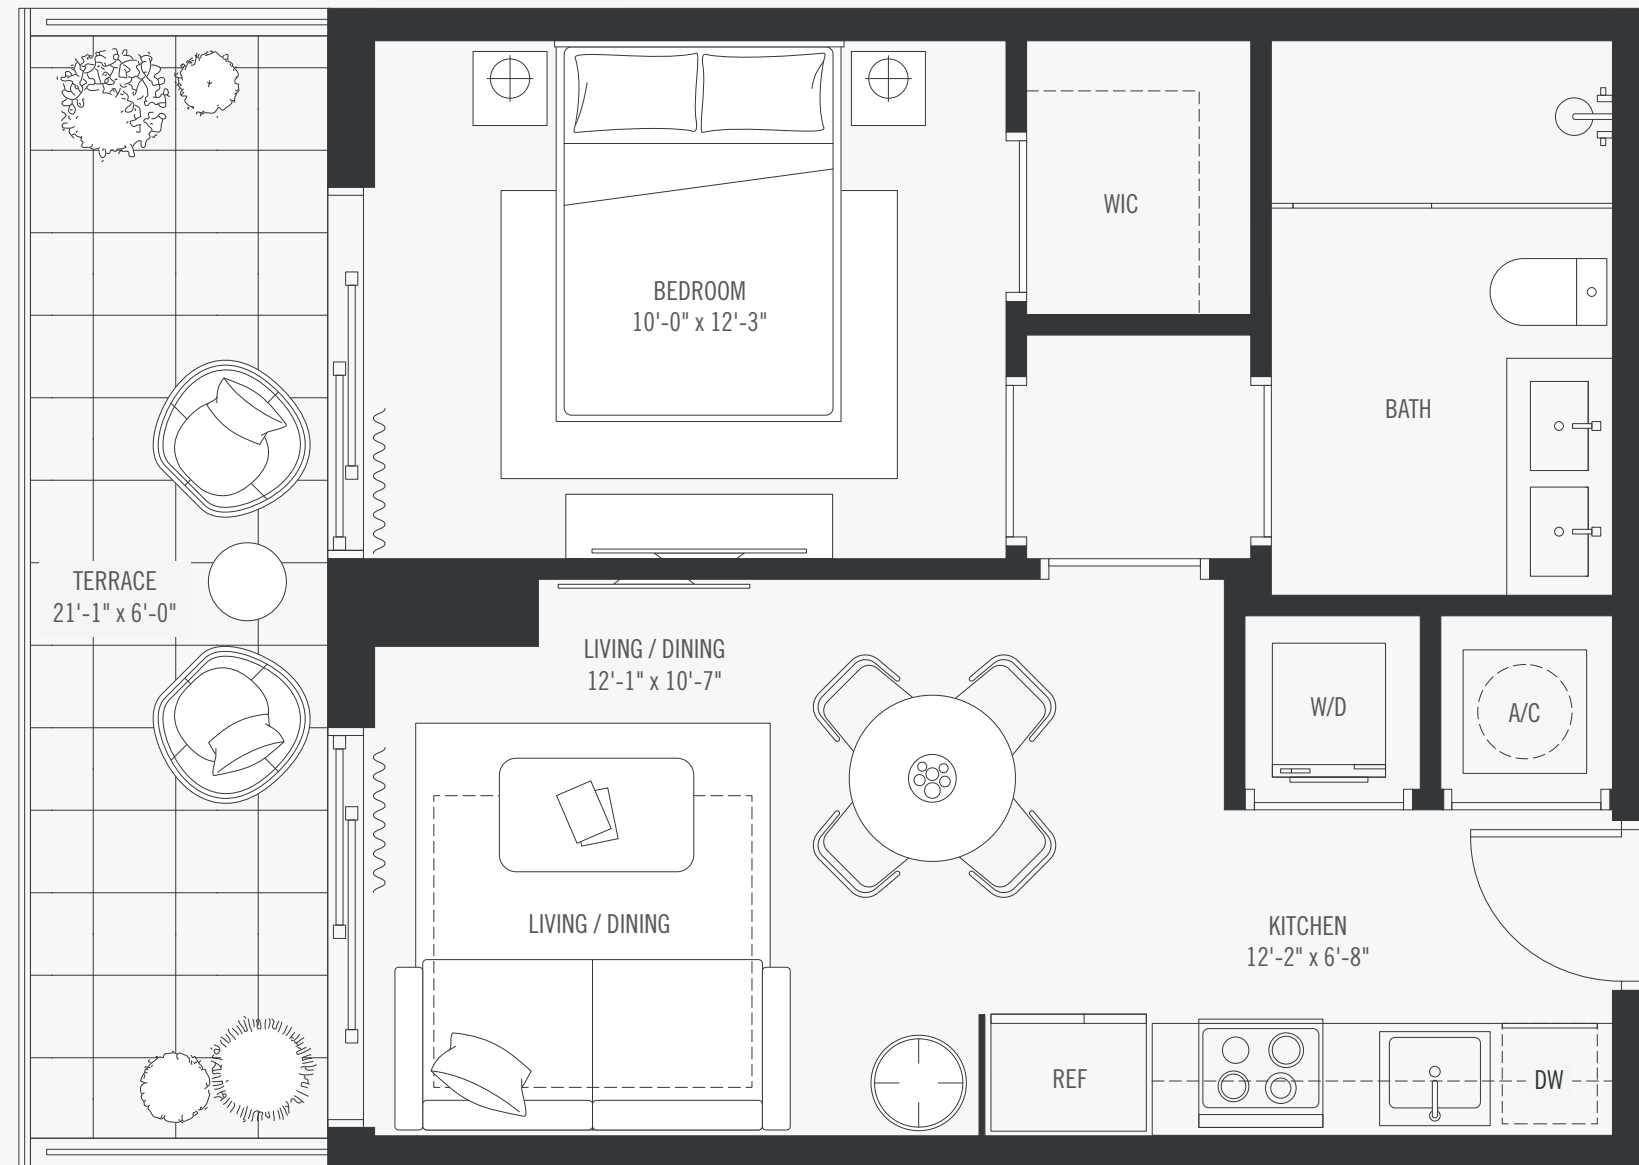 WIC
BEDROOM
10'-0" x 12'-3"
BATH
TERRACE
21'-1" x 6'-0"
LIVING / DINING
12'-1" x 10'-7"
W/D
A/C
LIVING / DINING
KITCHEN
12'-2" x 6'-8"
REF
DW